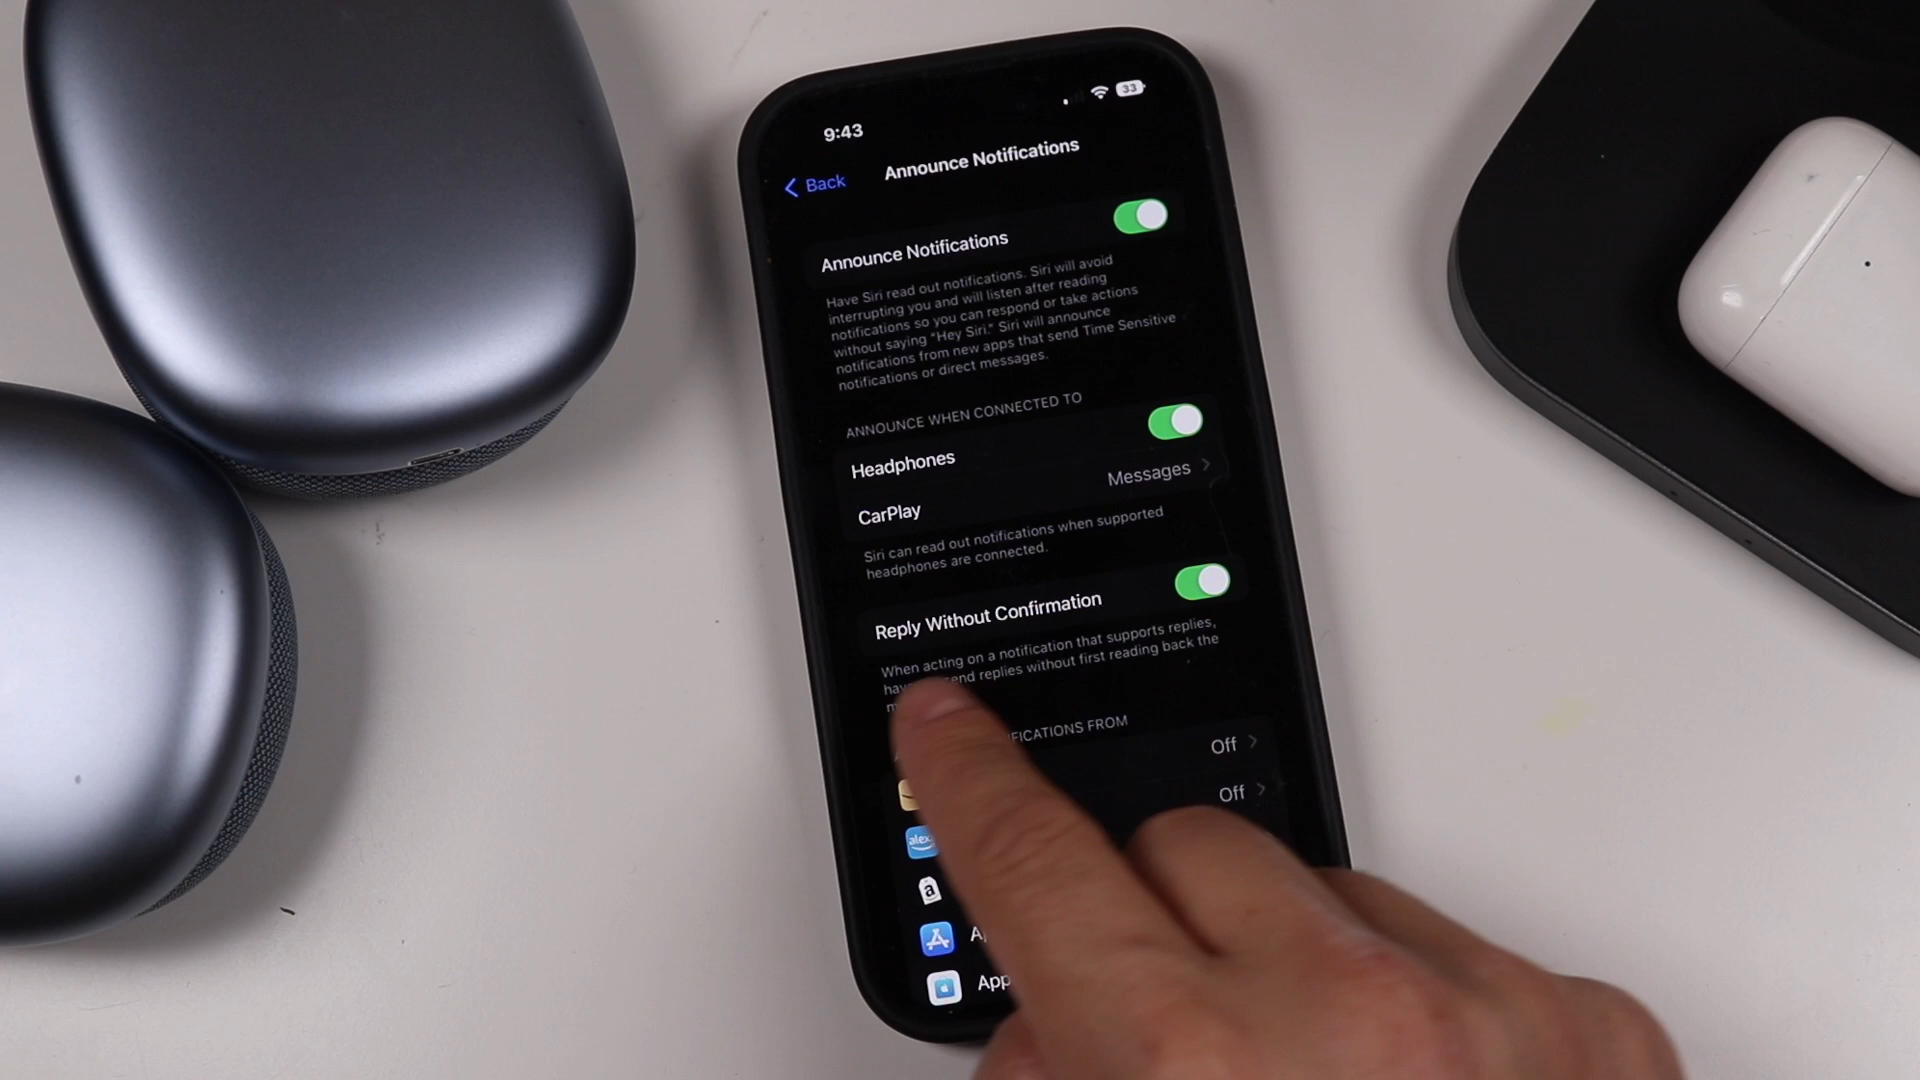 9:43
33
Back
Announce Notifications
Announce Notifications
Have Siri read out notifications. Siri will avoid
interrupting you and will listen after reading
notifications so you can respond or take actions
without saying "Hey Siri." Siri will announce
notifications from new apps that send Time Sensitive
notifications or direct messages.
ANNOUNCE WHEN CONNECTED TO
Headphones
CarPlay
Messages
Siri can read out notifications when supported
headphones are connected.
Reply Without Confirmation
When acting on a notification that supports replies,
replies without first reading back the
FROM
Off
Off
alexa
a